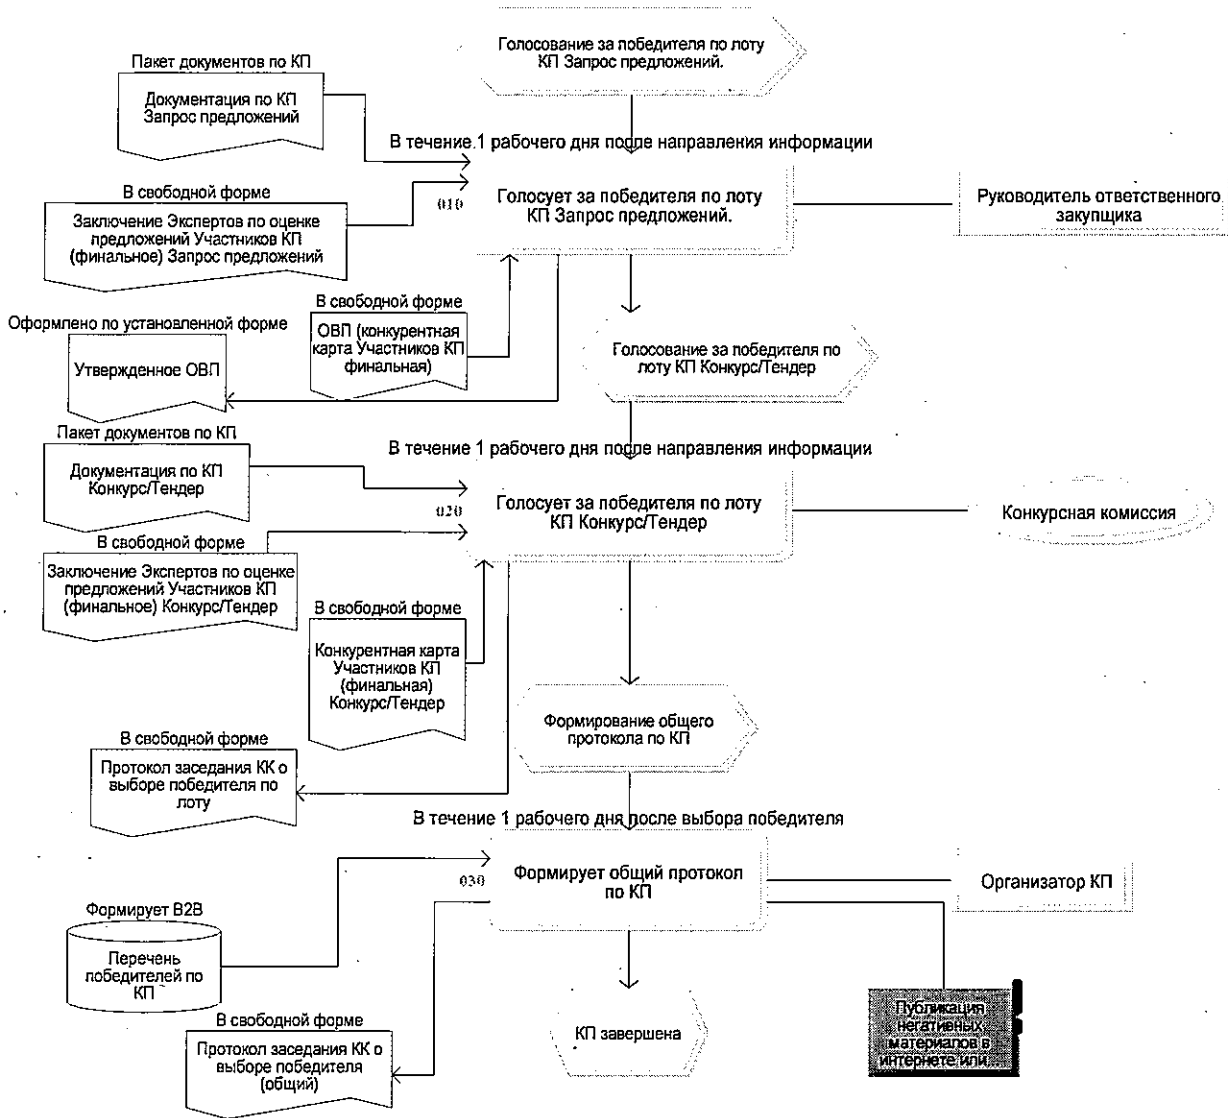 Голосование за победителя по лоту
КП Запрос предложений.
Пакет документов по КП
Документация по КП
Запрос предложений
В течение 1 рабочего дня после направления информации
В свободной форме
010
Голосует за победителя по лоту
КП Запрос предложений.
Руководитель ответственного
закупщика
Заключение Экспертов по оценке
предложений Участников КП
(финальное) Запрос предложений
В свободной форме
ОВП (конкурентная
карта Участников КП
финальная)
Оформлено по установленной форме
Утвержденное ОВП
Голосование за победителя по
лоту КП Конкурс/Тендер
Пакет документов по КП
Документация по КП
Конкурс/Тендер
В течение 1 рабочего дня после направления информации
020
Голосует за победителя по лоту
КП Конкурс/Тендер
Конкурсная комиссия
В свободной форме
Заключение Экспертов по оценке
предложений Участников КП
(финальное) Конкурс/Тендер
В свободной форме
Конкурентная карта
Участников КП
(финальная)
Конкурс/Тендер
Формирование общего
протокола по КП
В свободной форме
Протокол заседания КК о
выборе победителя по
лоту
В течение 1 рабочего дня после выбора победителя
030
Формирует общий протокол
по КП
Организатор КП
Формирует B2B
Перечень
победителей по
КП
Публикация
негативных
материалов в
интернете или...
КП завершена
В свободной форме
Протокол заседания КК о
выборе победителя
(общий)